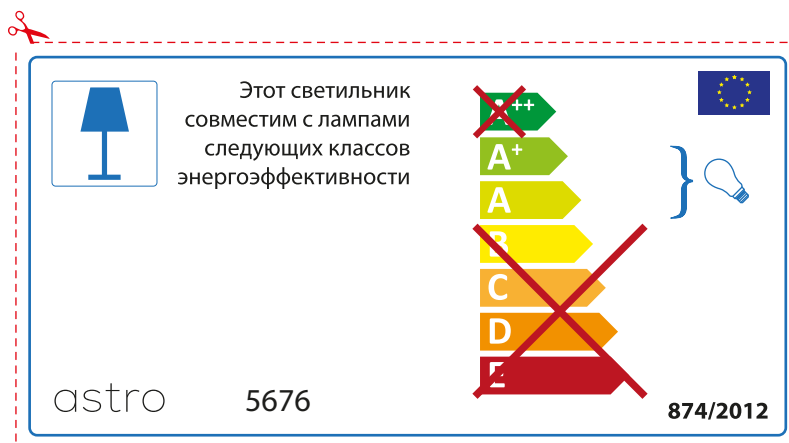 Этот светильник
совместим с лампами
следующих классов
энергоэффективности
A++
A+
A
B
C
D
E
astro
5676
874/2012